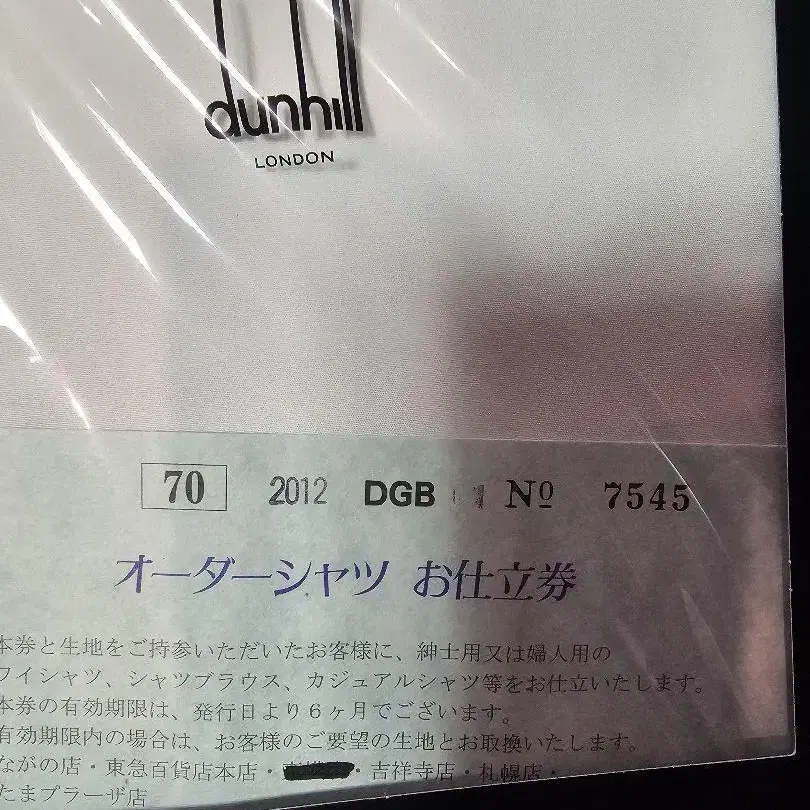 dunhill
LONDON
70 2012 DGB No 7545
オーダーシャツ お仕立券
本券と生地をご持参いただいたお客様に、紳士用又は婦人用の
ワイシャツ、シャツブラウス、カジュアルシャツ等をお仕立いたします。
本券の有効期限は、発行日より6ヶ月でございます。
有効期限内の場合は、お客様のご要望の生地とお取換いたします。
ながの店・東急百貨店本店・ ・吉祥寺店・札幌店・
たまプラーザ店